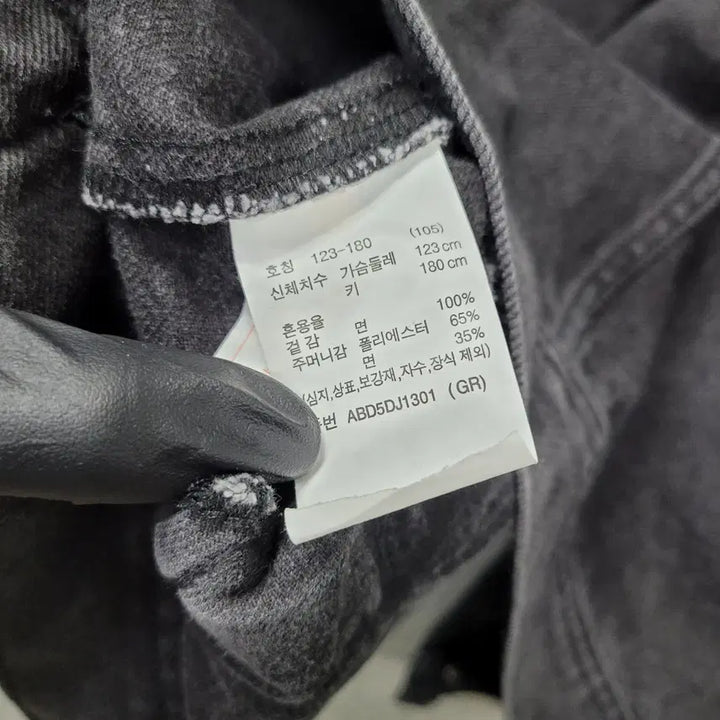 호칭 123-180 (105)
신체치수 가슴둘레 123 cm
키 180 cm
혼용율
겉감 면 100%
주머니감 폴리에스터 65%
면 35%
(심지,상표,보강재,자수,장식 제외)
번 ABD5DJ1301 (GR)